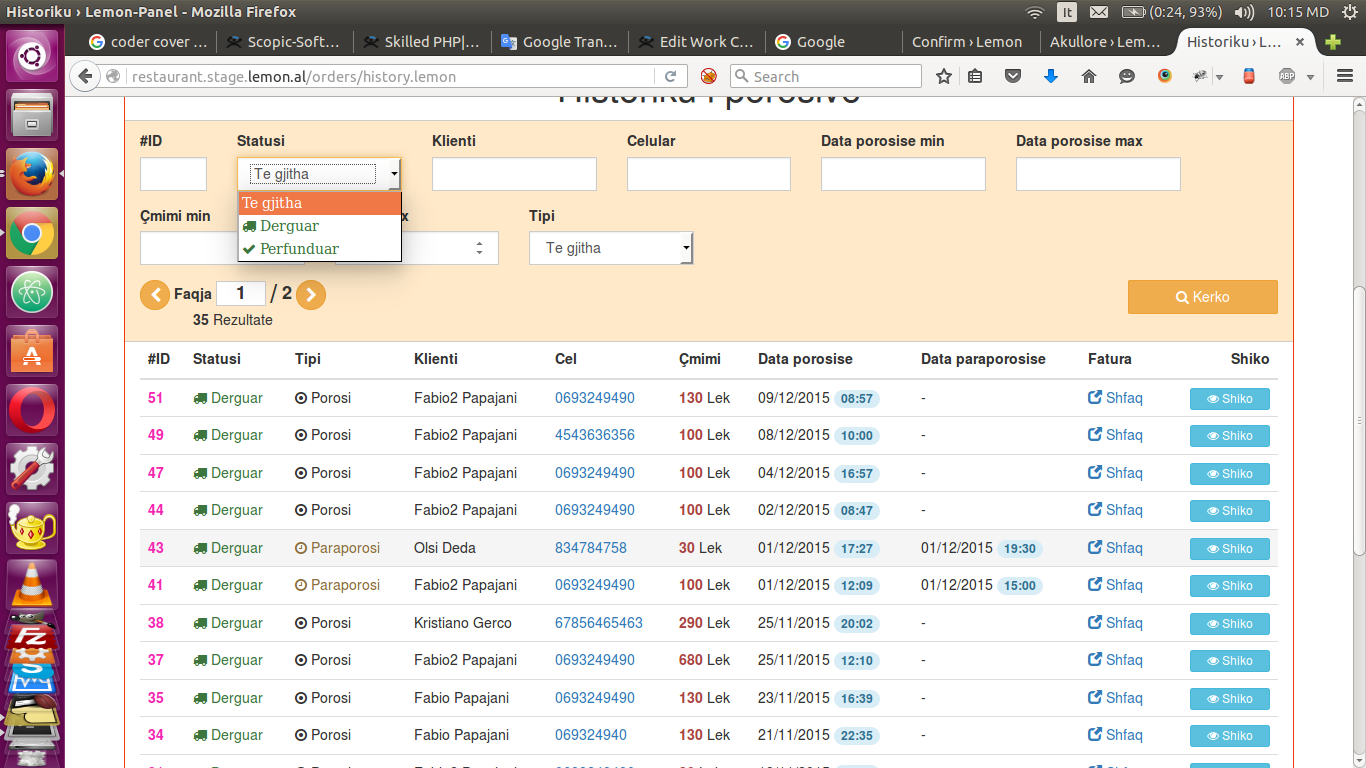 Historiku › Lemon-Panel - Mozilla Firefox
It
(0:24, 93%)
10:15 MD
coder cover ...
Scopic-Soft...
Skilled PHP|...
Google Tran...
Edit Work C...
Google
Confirm › Lemon
Akullore › Lem...
Historiku › L...
restaurant.stage.lemon.al/orders/history.lemon
Search
ABP
Historiku i porosive
#ID Statusi Klienti Celular Data porosise min Data porosise max
Te gjitha
Te gjitha
Derguar
Perfunduar
Çmimi min
x
Tipi
Te gjitha
Faqja 1 / 2
35 Rezultate
Kerko
#ID Statusi Tipi Klienti Cel Çmimi Data porosise Data paraporosise Fatura Shiko
51 Derguar Porosi Fabio2 Papajani 0693249490 130 Lek 09/12/2015 08:57 - Shfaq Shiko
49 Derguar Porosi Fabio2 Papajani 4543636356 100 Lek 08/12/2015 10:00 - Shfaq Shiko
47 Derguar Porosi Fabio2 Papajani 0693249490 100 Lek 04/12/2015 16:57 - Shfaq Shiko
44 Derguar Porosi Fabio2 Papajani 0693249490 100 Lek 02/12/2015 08:47 - Shfaq Shiko
43 Derguar Paraporosi Olsi Deda 834784758 30 Lek 01/12/2015 17:27 01/12/2015 19:30 Shfaq Shiko
41 Derguar Paraporosi Fabio2 Papajani 0693249490 100 Lek 01/12/2015 12:09 01/12/2015 15:00 Shfaq Shiko
38 Derguar Porosi Kristiano Gerco 67856465463 290 Lek 25/11/2015 20:02 - Shfaq Shiko
37 Derguar Porosi Fabio2 Papajani 0693249490 680 Lek 25/11/2015 12:10 - Shfaq Shiko
35 Derguar Porosi Fabio Papajani 0693249490 130 Lek 23/11/2015 16:39 - Shfaq Shiko
34 Derguar Porosi Fabio Papajani 069324940 130 Lek 21/11/2015 22:35 - Shfaq Shiko